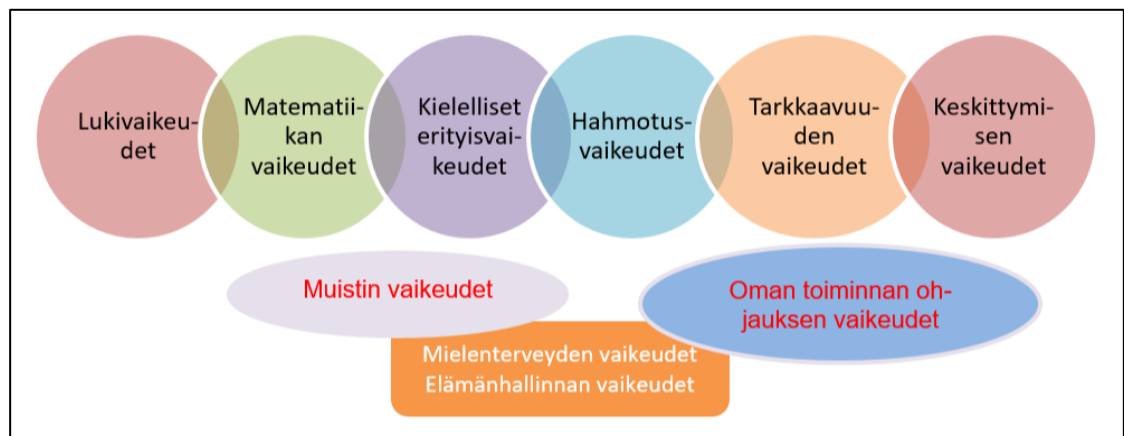 Lukivaikeu-
det
Matematii-
kan
vaikeudet
Kielelliset
erityisvai-
keudet
Hahmotus-
vaikeudet
Tarkkaavuu-
den
vaikeudet
Keskittymi-
sen
vaikeudet
Muistin vaikeudet
Oman toiminnan oh-
jauksen vaikeudet
Mielenterveyden vaikeudet
Elämänhallinnan vaikeudet